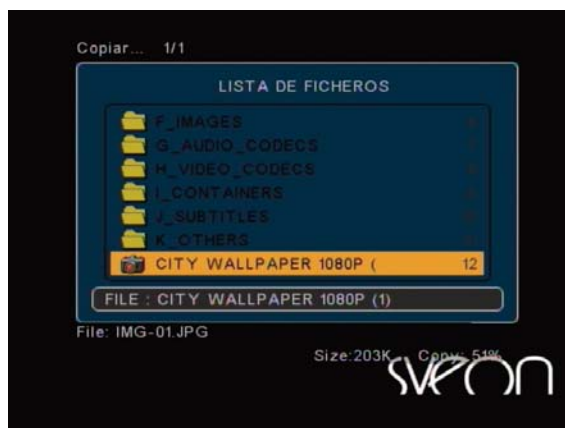 Copiar... 1/1
LISTA DE FICHEROS
F_IMAGES
G_AUDIO_CODECS
H_VIDEO_CODECS
I_CONTAINERS
J_SUBTITLES
K_OTHERS
CITY WALLPAPER 1080P ( 12
FILE : CITY WALLPAPER 1080P (1)
File: IMG-01.JPG
Size:203K Copy: 51%
sveon